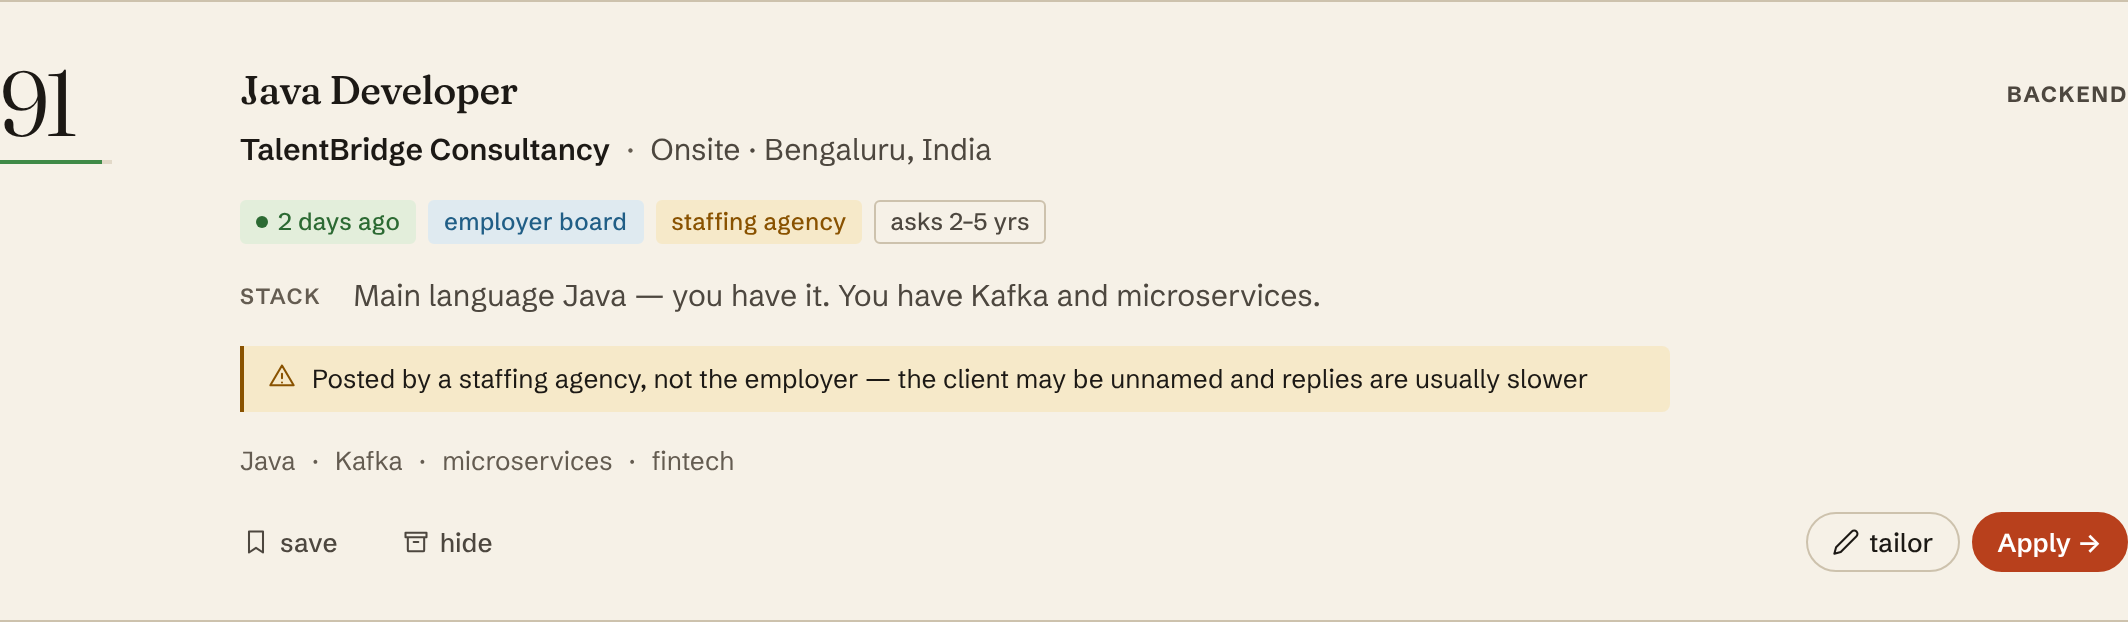 91
Java Developer
BACKEND
TalentBridge Consultancy · Onsite · Bengaluru, India
2 days ago
employer board
staffing agency
asks 2–5 yrs
STACK Main language Java — you have it. You have Kafka and microservices.
Posted by a staffing agency, not the employer — the client may be unnamed and replies are usually slower
Java · Kafka · microservices · fintech
save
hide
tailor
Apply →